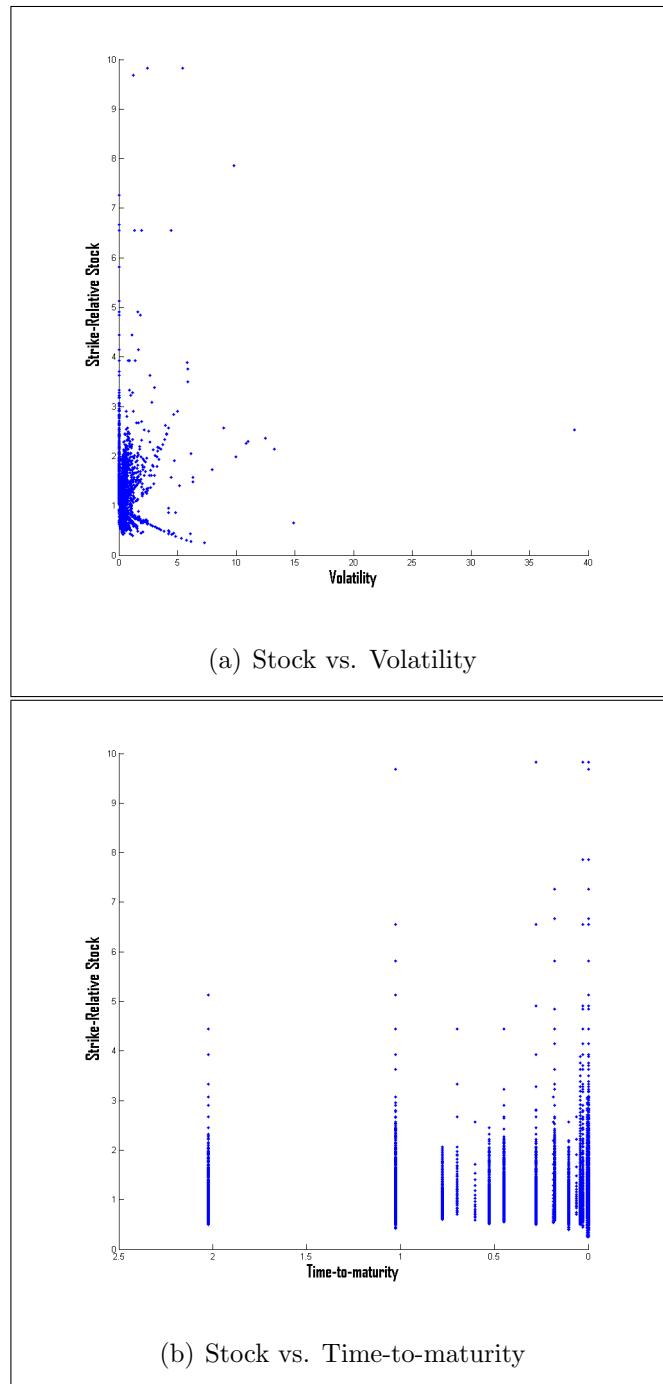 10
9
8
7
6
5
4
3
2
1
0
Strike-Relative Stock
0 5 10 15 20 25 30 35 40
Volatility
(a) Stock vs. Volatility
10
9
8
7
6
5
4
3
2
1
0
Strike-Relative Stock
2.5 2 1.5 1 0.5 0
Time-to-maturity
(b) Stock vs. Time-to-maturity